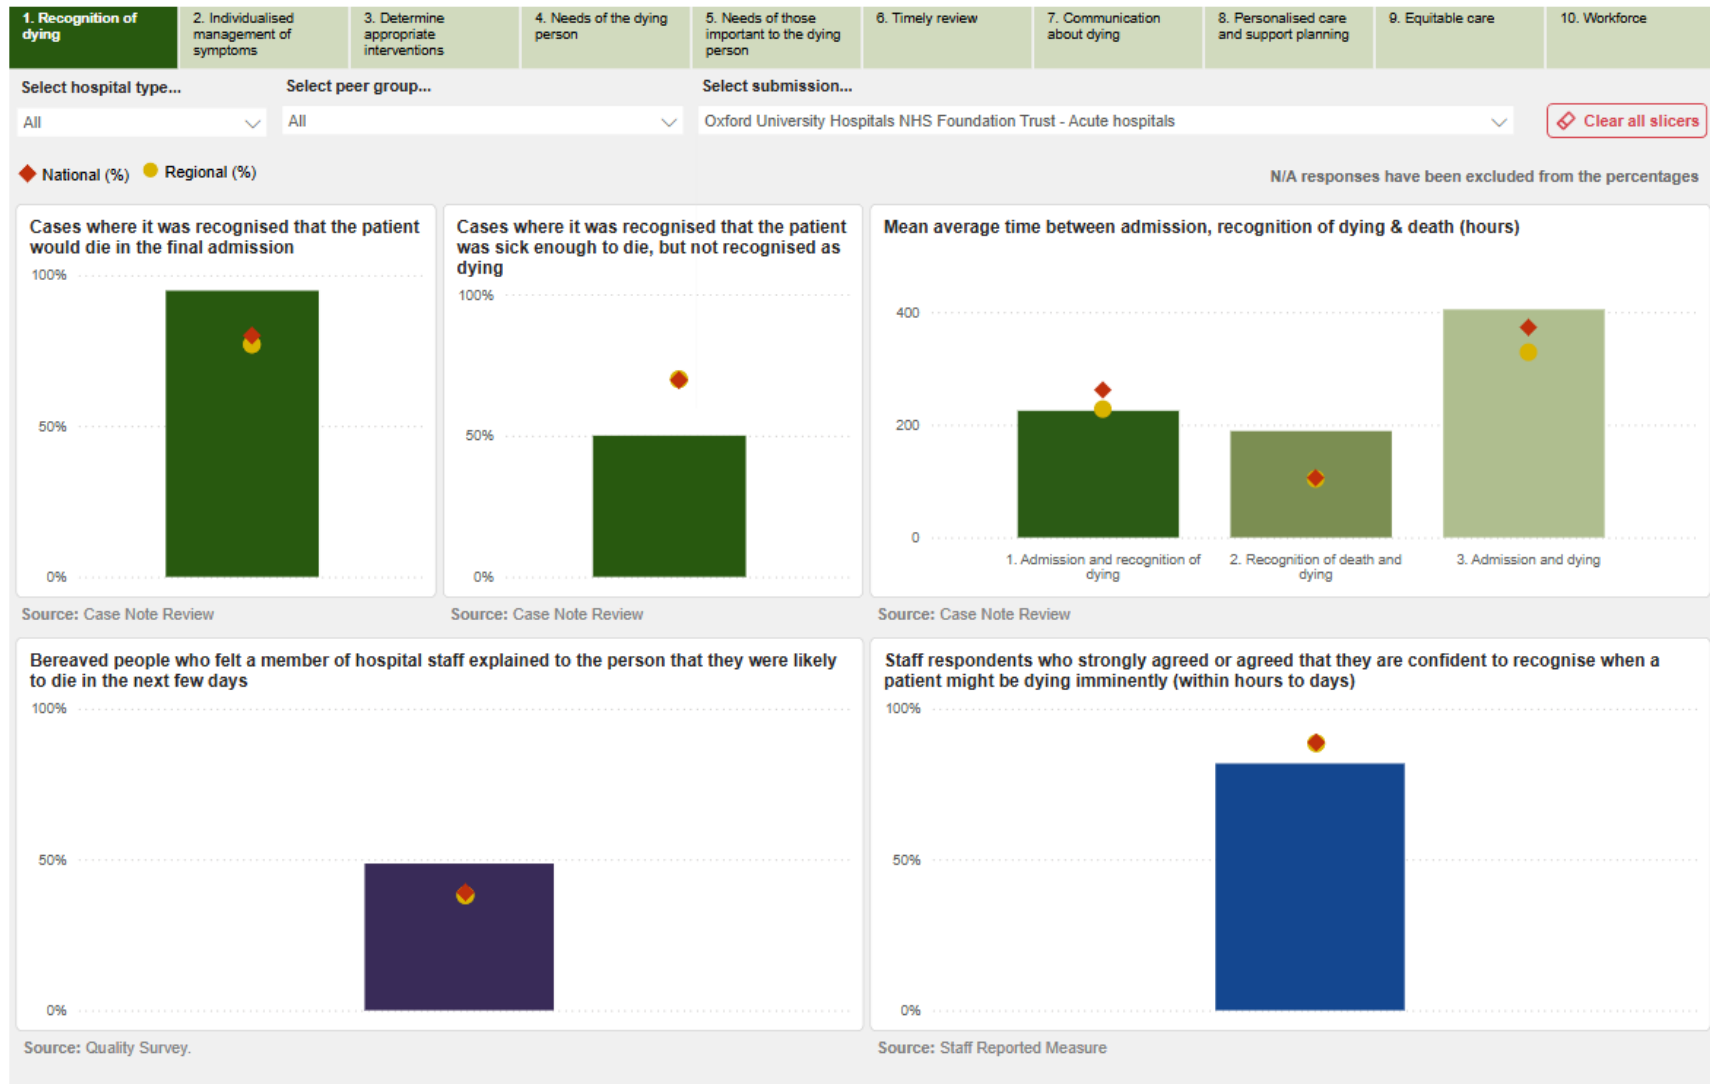 1. Recognition of
dying
2. Individualised
management of
symptoms
3. Determine
appropriate
interventions
4. Needs of the dying
person
5. Needs of those
important to the dying
person
6. Timely review
7. Communication
about dying
8. Personalised care
and support planning
9. Equitable care
10. Workforce
Select hospital type...
Select peer group...
Select submission...
All
All
Oxford University Hospitals NHS Foundation Trust - Acute hospitals
Clear all slicers
National (%)
Regional (%)
N/A responses have been excluded from the percentages
Cases where it was recognised that the patient
would die in the final admission
100%
50%
0%
Source: Case Note Review
Cases where it was recognised that the patient
was sick enough to die, but not recognised as
dying
100%
50%
0%
Source: Case Note Review
Mean average time between admission, recognition of dying & death (hours)
400
200
0
1. Admission and recognition of
dying
2. Recognition of death and
dying
3. Admission and dying
Source: Case Note Review
Bereaved people who felt a member of hospital staff explained to the person that they were likely
to die in the next few days
100%
50%
0%
Source: Quality Survey.
Staff respondents who strongly agreed or agreed that they are confident to recognise when a
patient might be dying imminently (within hours to days)
100%
50%
0%
Source: Staff Reported Measure